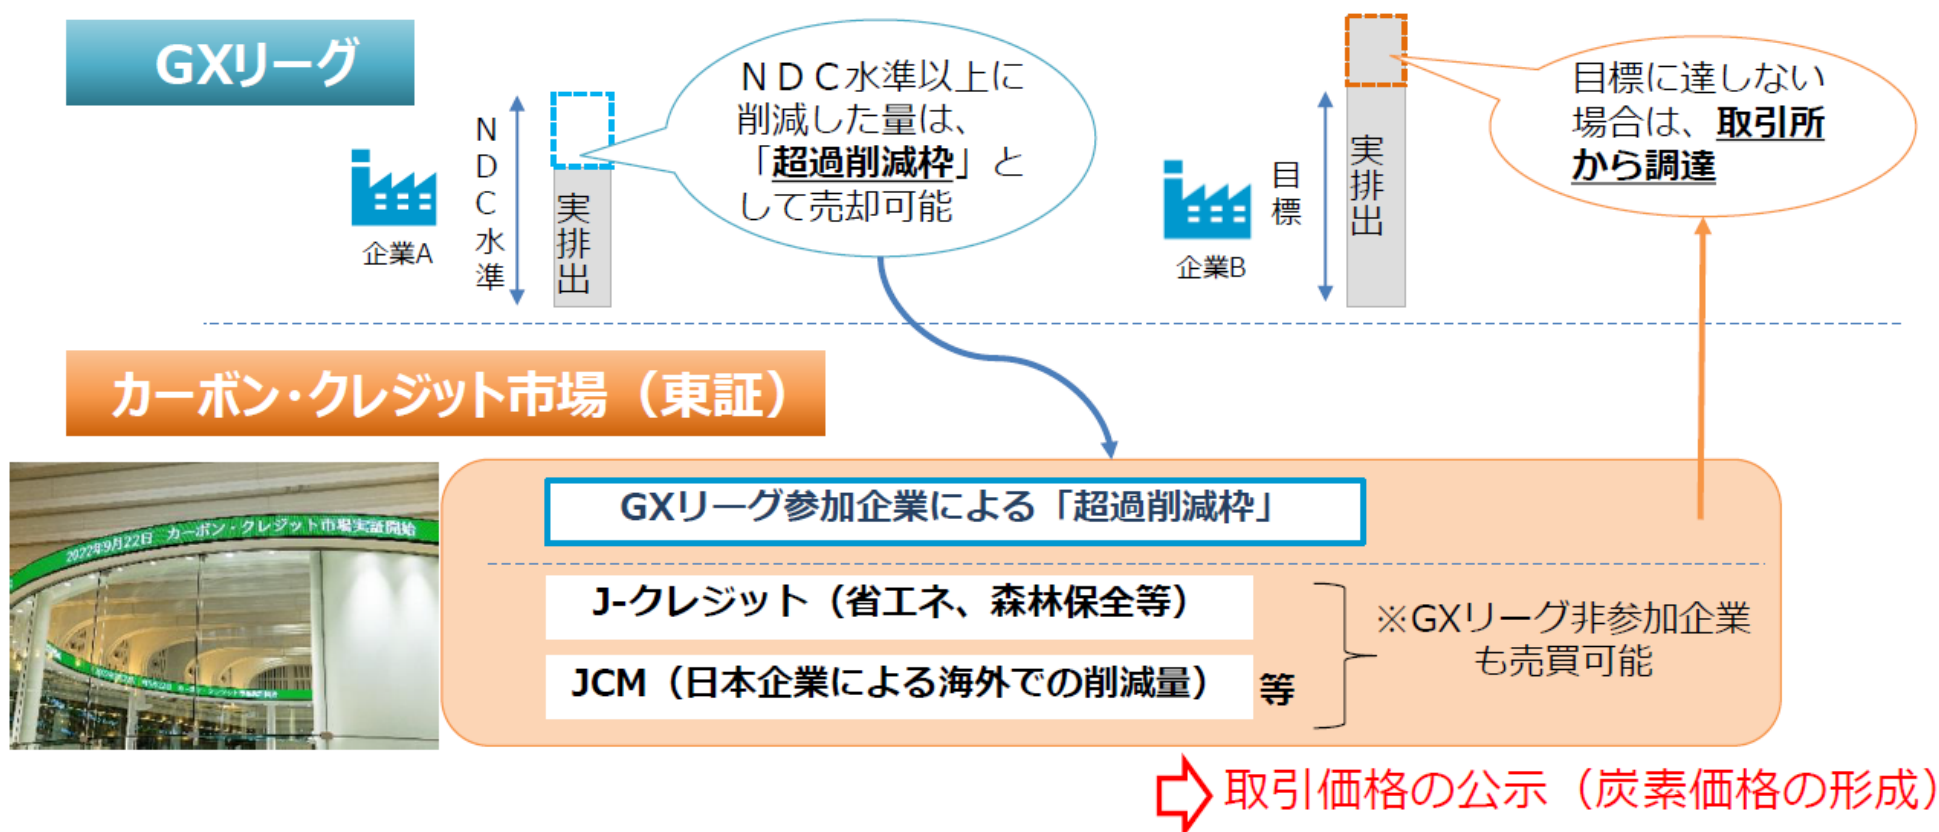 GXリーグ
NDC水準
企業A
実排出
ＮＤＣ水準以上に
削減した量は、
「超過削減枠」と
して売却可能
企業B
目標
実排出
目標に達しない
場合は、取引所
から調達
カーボン・クレジット市場（東証）
2022年9月22日 カーボン・クレジット市場実証開始
GXリーグ参加企業による「超過削減枠」
J-クレジット（省エネ、森林保全等）
JCM（日本企業による海外での削減量）
等
※GXリーグ非参加企業
も売買可能
取引価格の公示（炭素価格の形成）